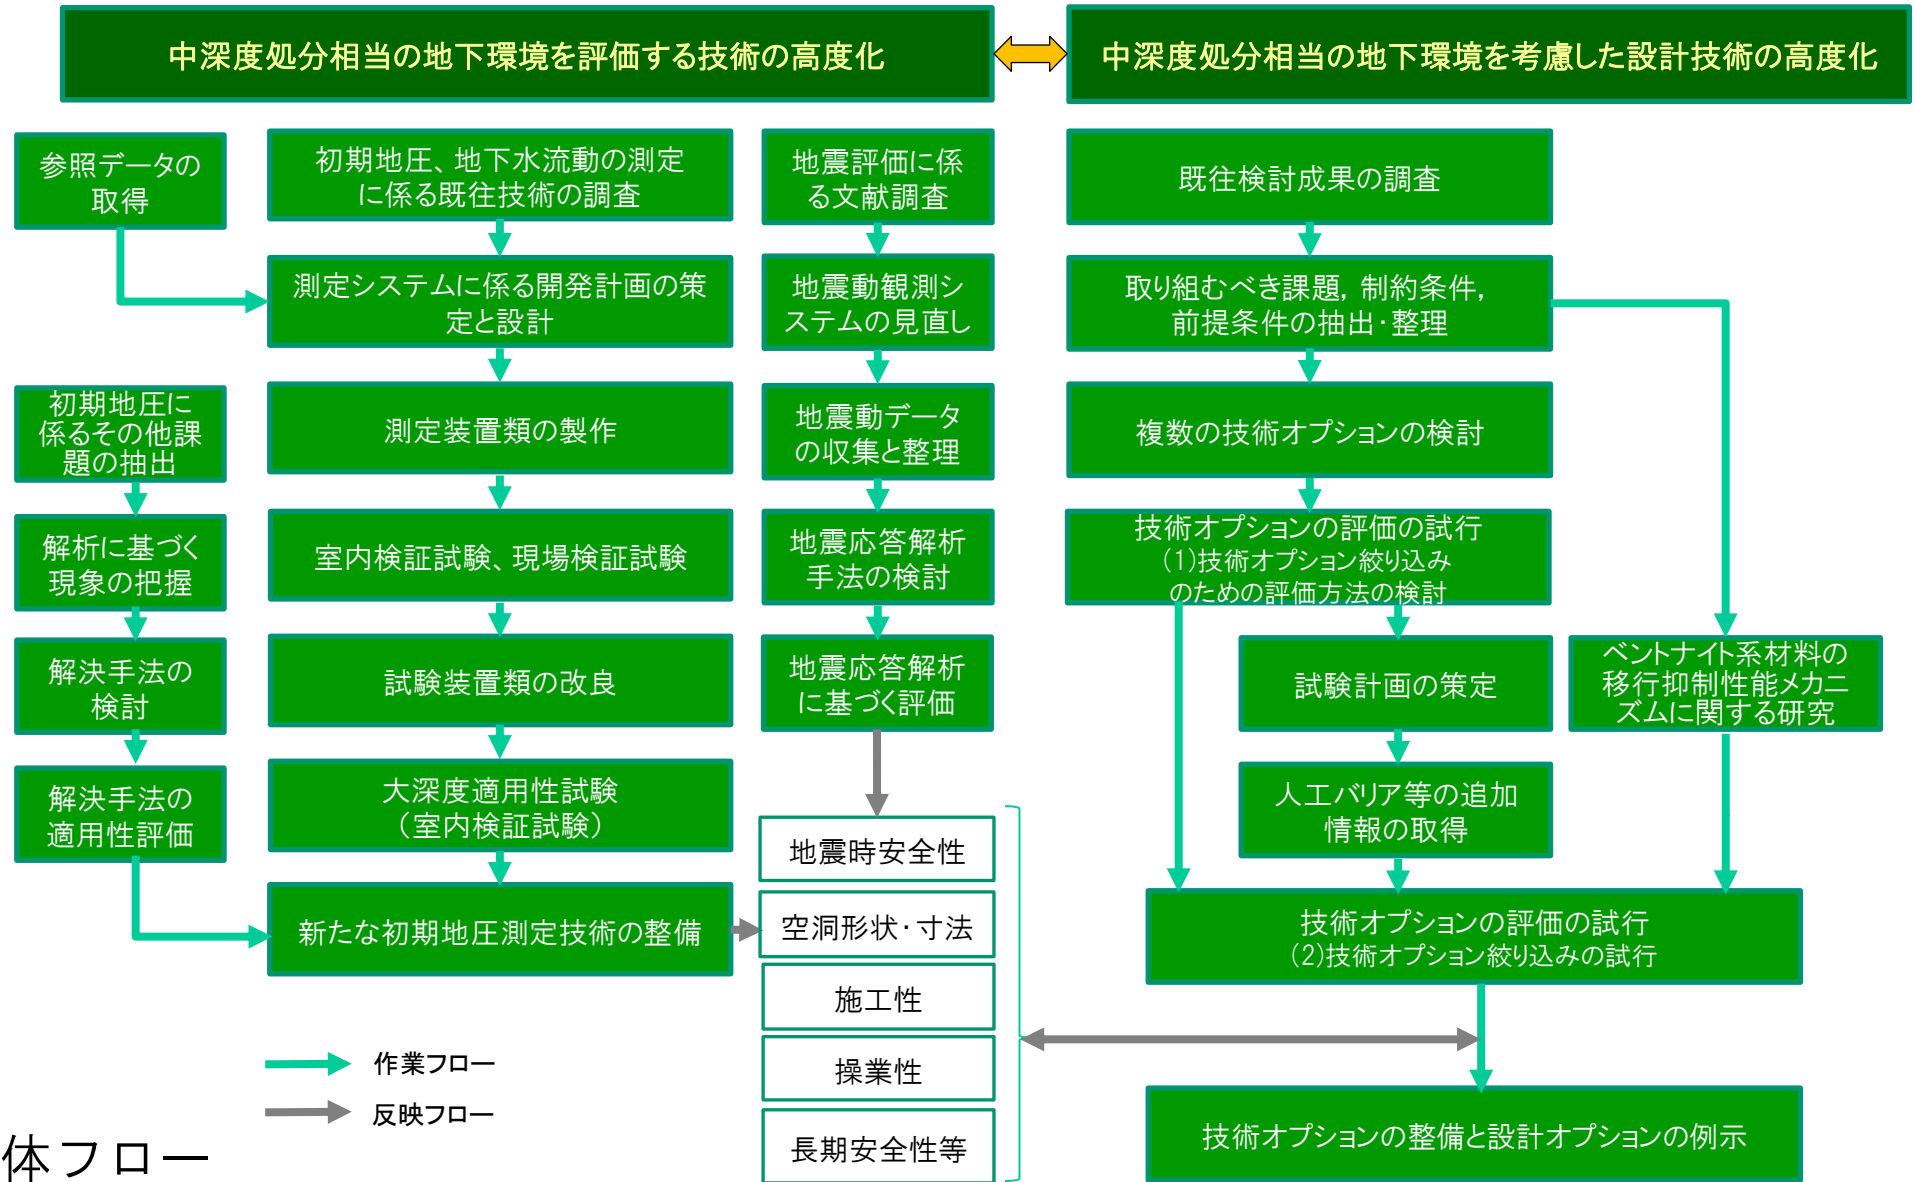 中深度処分相当の地下環境を評価する技術の高度化
中深度処分相当の地下環境を考慮した設計技術の高度化
参照データの
取得
初期地圧、地下水流動の測定
に係る既往技術の調査
測定システムに係る開発計画の策
定と設計
測定装置類の製作
室内検証試験、現場検証試験
試験装置類の改良
大深度適用性試験
（室内検証試験）
新たな初期地圧測定技術の整備
初期地圧に
係るその他課
題の抽出
解析に基づく
現象の把握
解決手法の
検討
解決手法の
適用性評価
地震評価に係
る文献調査
地震動観測シ
ステムの見直し
地震動データ
の収集と整理
地震応答解析
手法の検討
地震応答解析
に基づく評価
地震時安全性
空洞形状・寸法
施工性
操業性
長期安全性等
既往検討成果の調査
取り組むべき課題，制約条件，
前提条件の抽出・整理
複数の技術オプションの検討
技術オプションの評価の試行
(1)技術オプション絞り込み
のための評価方法の検討
試験計画の策定
人工バリア等の追加
情報の取得
ベントナイト系材料の
移行抑制性能メカニ
ズムに関する研究
技術オプションの評価の試行
(2)技術オプション絞り込みの試行
技術オプションの整備と設計オプションの例示
作業フロー
反映フロー
体フロー